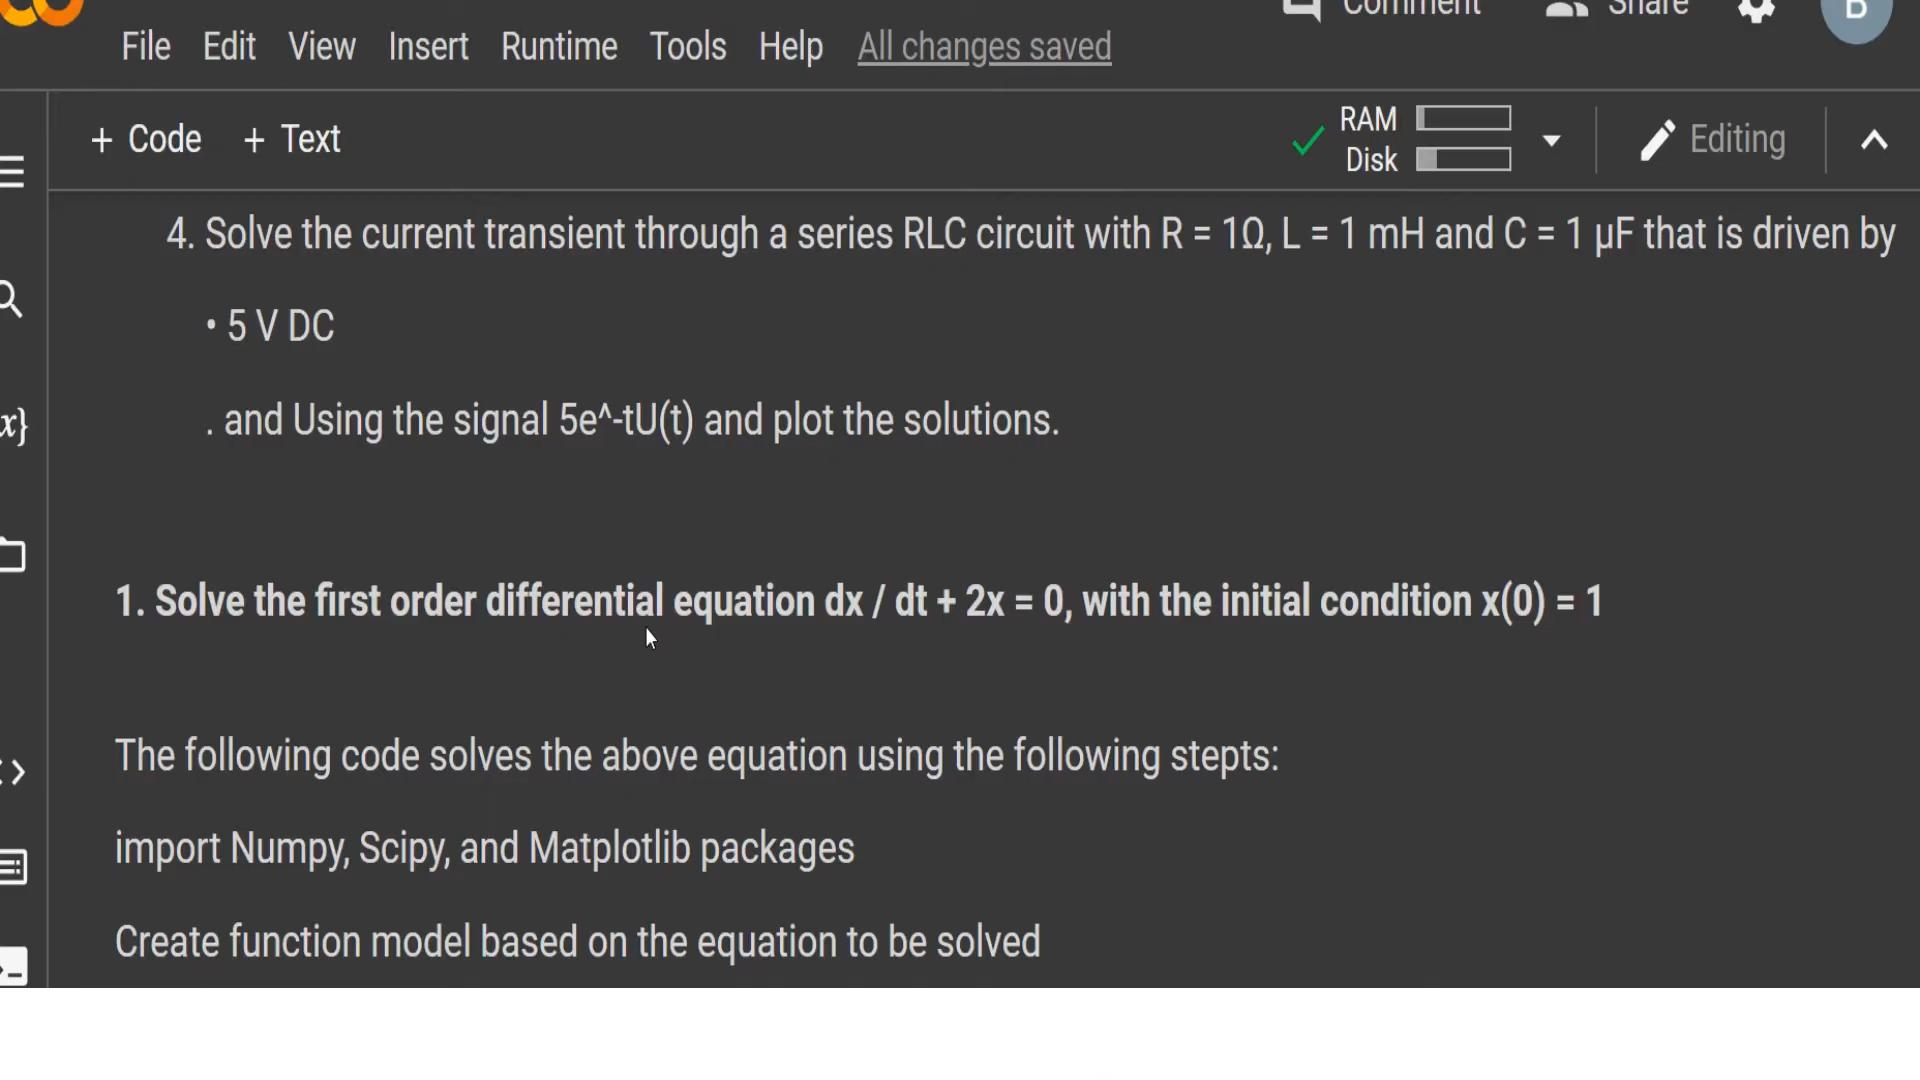 Comment Share B
File Edit View Insert Runtime Tools Help All changes saved
+ Code + Text RAM Disk Editing
4. Solve the current transient through a series RLC circuit with R = 1Ω, L = 1 mH and C = 1 μF that is driven by
• 5 V DC
. and Using the signal 5e^-tU(t) and plot the solutions.
1. Solve the first order differential equation dx / dt + 2x = 0, with the initial condition x(0) = 1
The following code solves the above equation using the following stepts:
import Numpy, Scipy, and Matplotlib packages
Create function model based on the equation to be solved